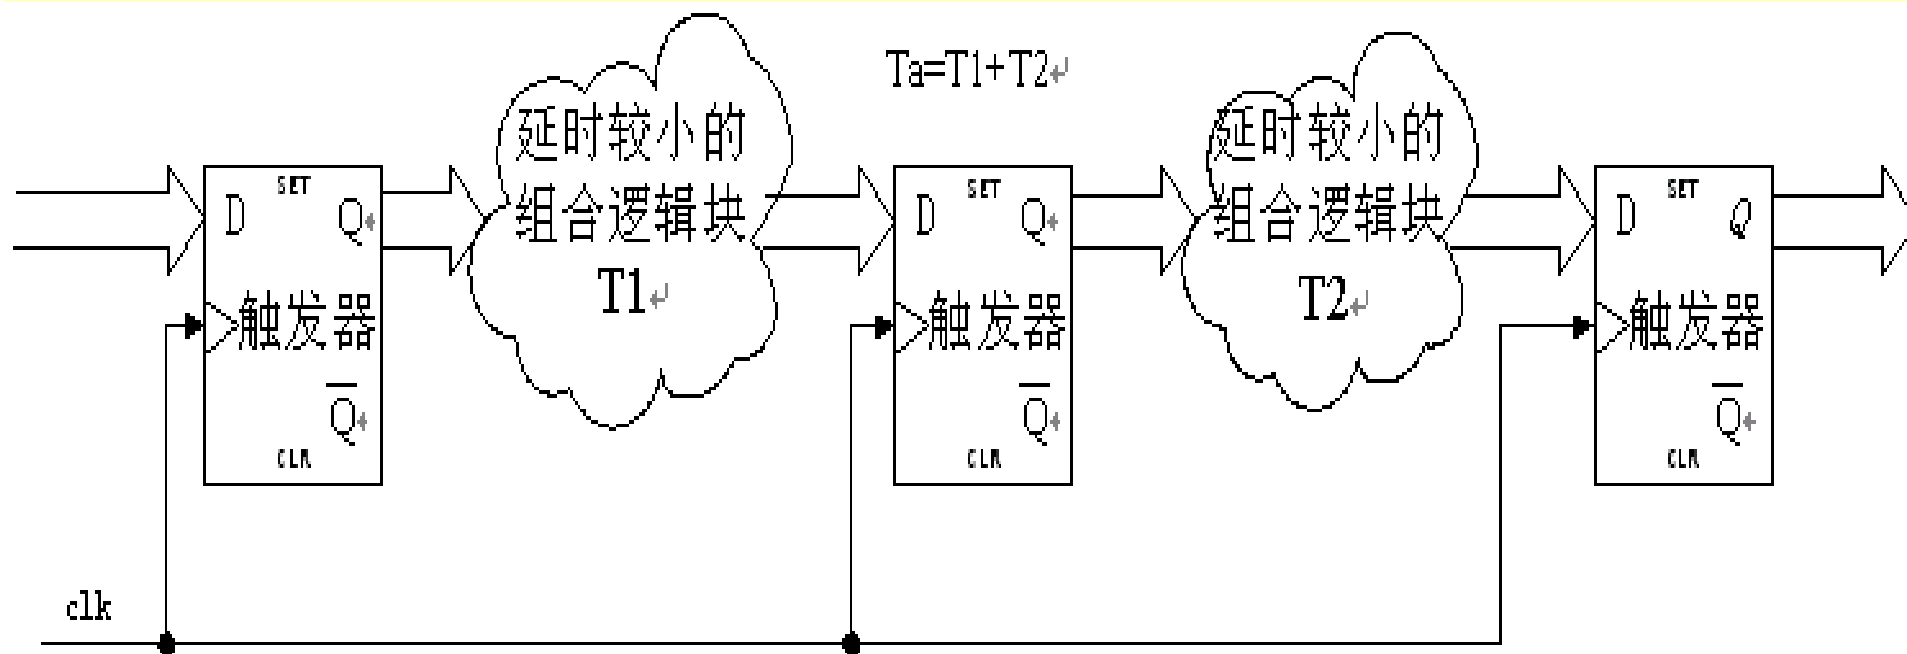 Ta=T1+T2
延时较小的
组合逻辑块
T1
延时较小的
组合逻辑块
T2
SET
D Q
触发器
Q
CLR
SET
D Q
触发器
Q
CLR
SET
D Q
触发器
Q
CLR
clk